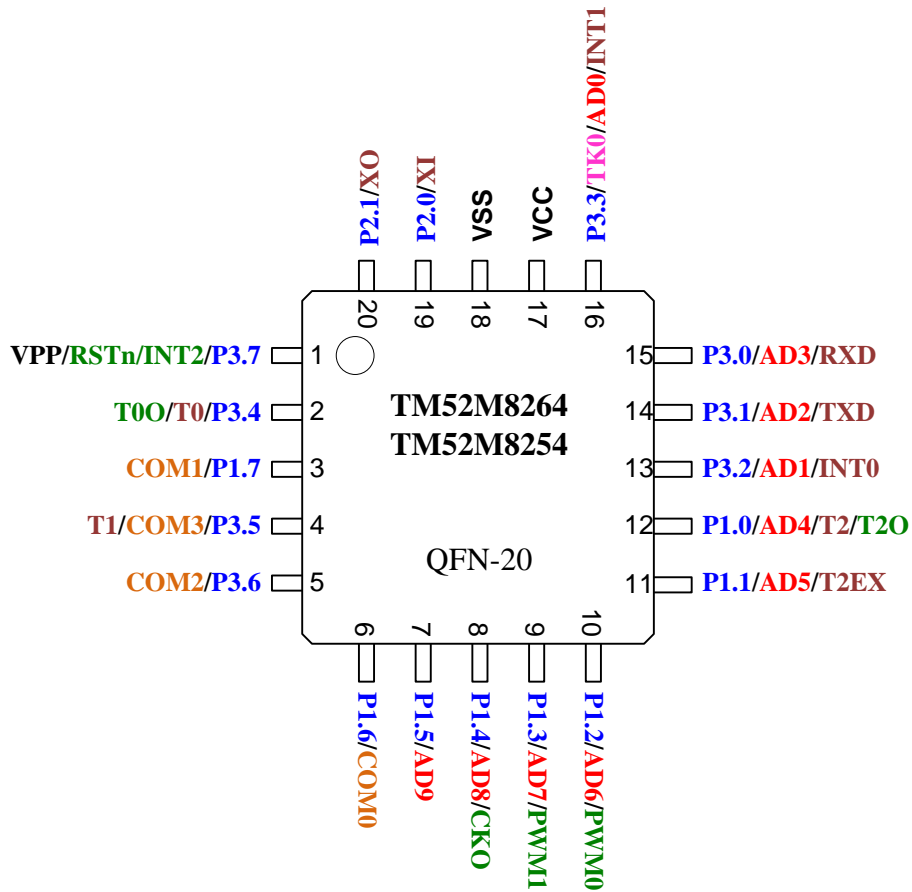 P3.3/TK0/AD0/INT1
P2.1/XO
P2.0/XI
VSS
VCC
20
19
18
17
16
VPP/RSTn/INT2/P3.7
1
15
P3.0/AD3/RXD
T0O/T0/P3.4
2
TM52M8264
14
P3.1/AD2/TXD
TM52M8254
COM1/P1.7
3
13
P3.2/AD1/INT0
T1/COM3/P3.5
4
12
P1.0/AD4/T2/T2O
COM2/P3.6
5
QFN-20
11
P1.1/AD5/T2EX
6
7
8
9
10
P1.6/COM0
P1.5/AD9
P1.4/AD8/CKO
P1.3/AD7/PWM1
P1.2/AD6/PWM0